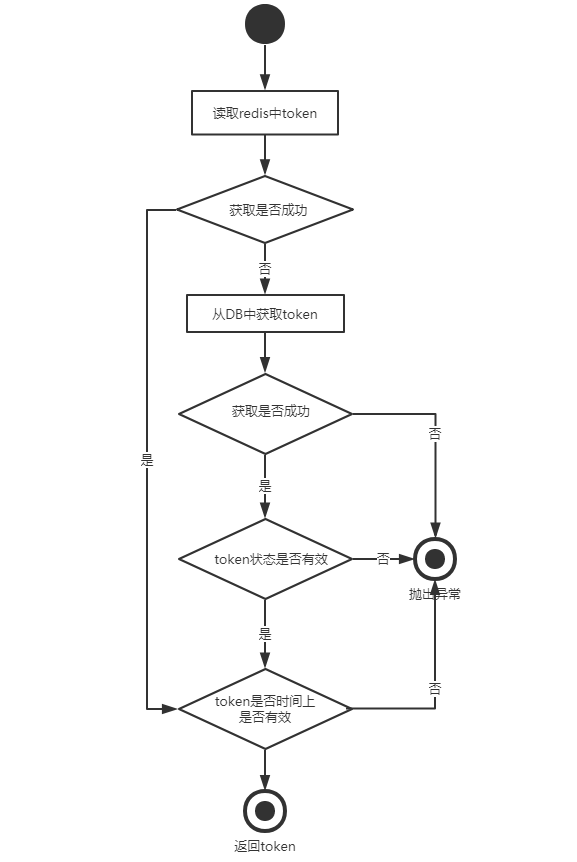 读取redis中token
获取是否成功
否
从DB中获取token
获取是否成功
否
是
是
token状态是否有效
否
抛出异常
是
token是否时间上
是否有效
否
返回token